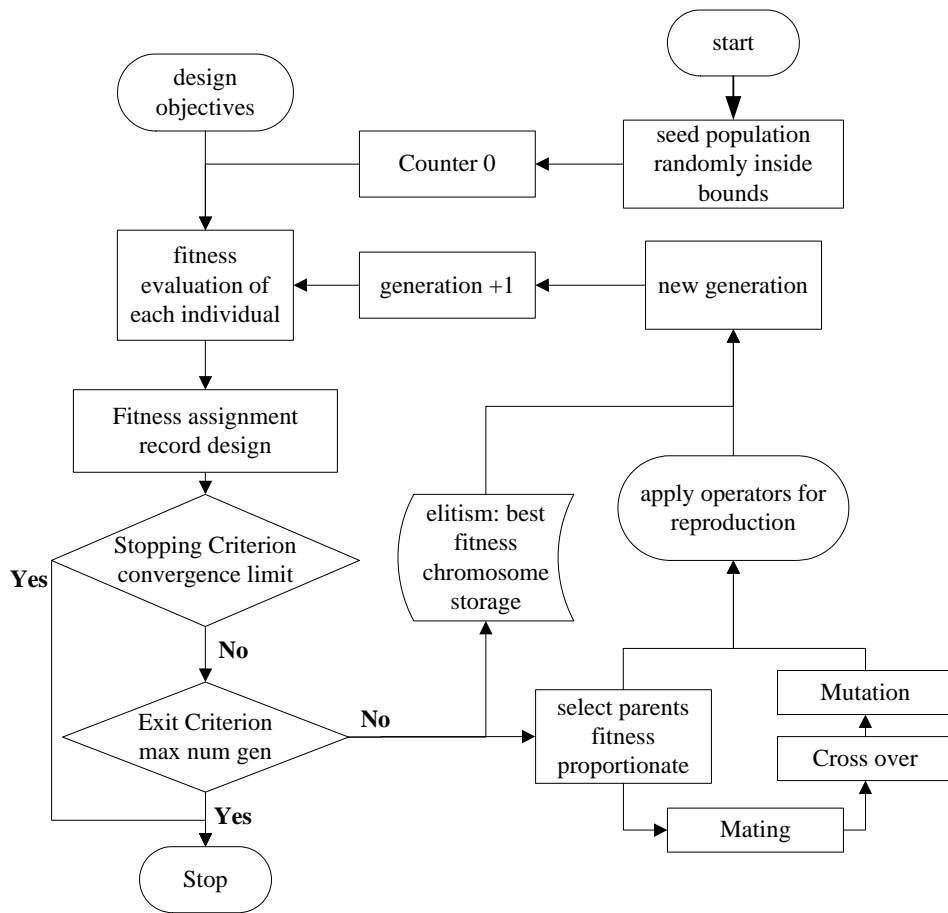 start
design
objectives
seed population
randomly inside
bounds
Counter 0
fitness
evaluation of
each individual
generation +1
new generation
Fitness assignment
record design
elitism: best
fitness
chromosome
storage
apply operators for
reproduction
Stopping Criterion
convergence limit
Yes
No
Exit Criterion
max num gen
No
select parents
fitness
proportionate
Mutation
Cross over
Mating
Yes
Stop